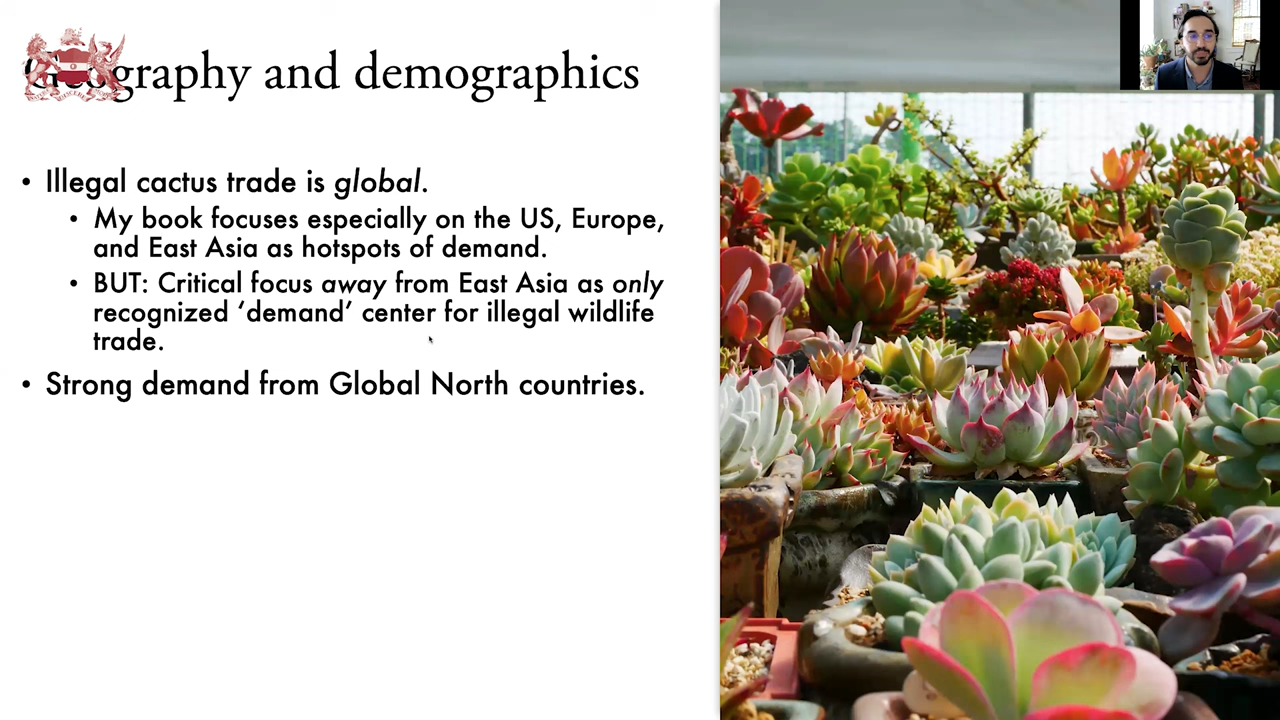 Geography and demographics
• Illegal cactus trade is global.
• My book focuses especially on the US, Europe,
and East Asia as hotspots of demand.
• BUT: Critical focus away from East Asia as only
recognized ‘demand’ center for illegal wildlife
trade.
• Strong demand from Global North countries.